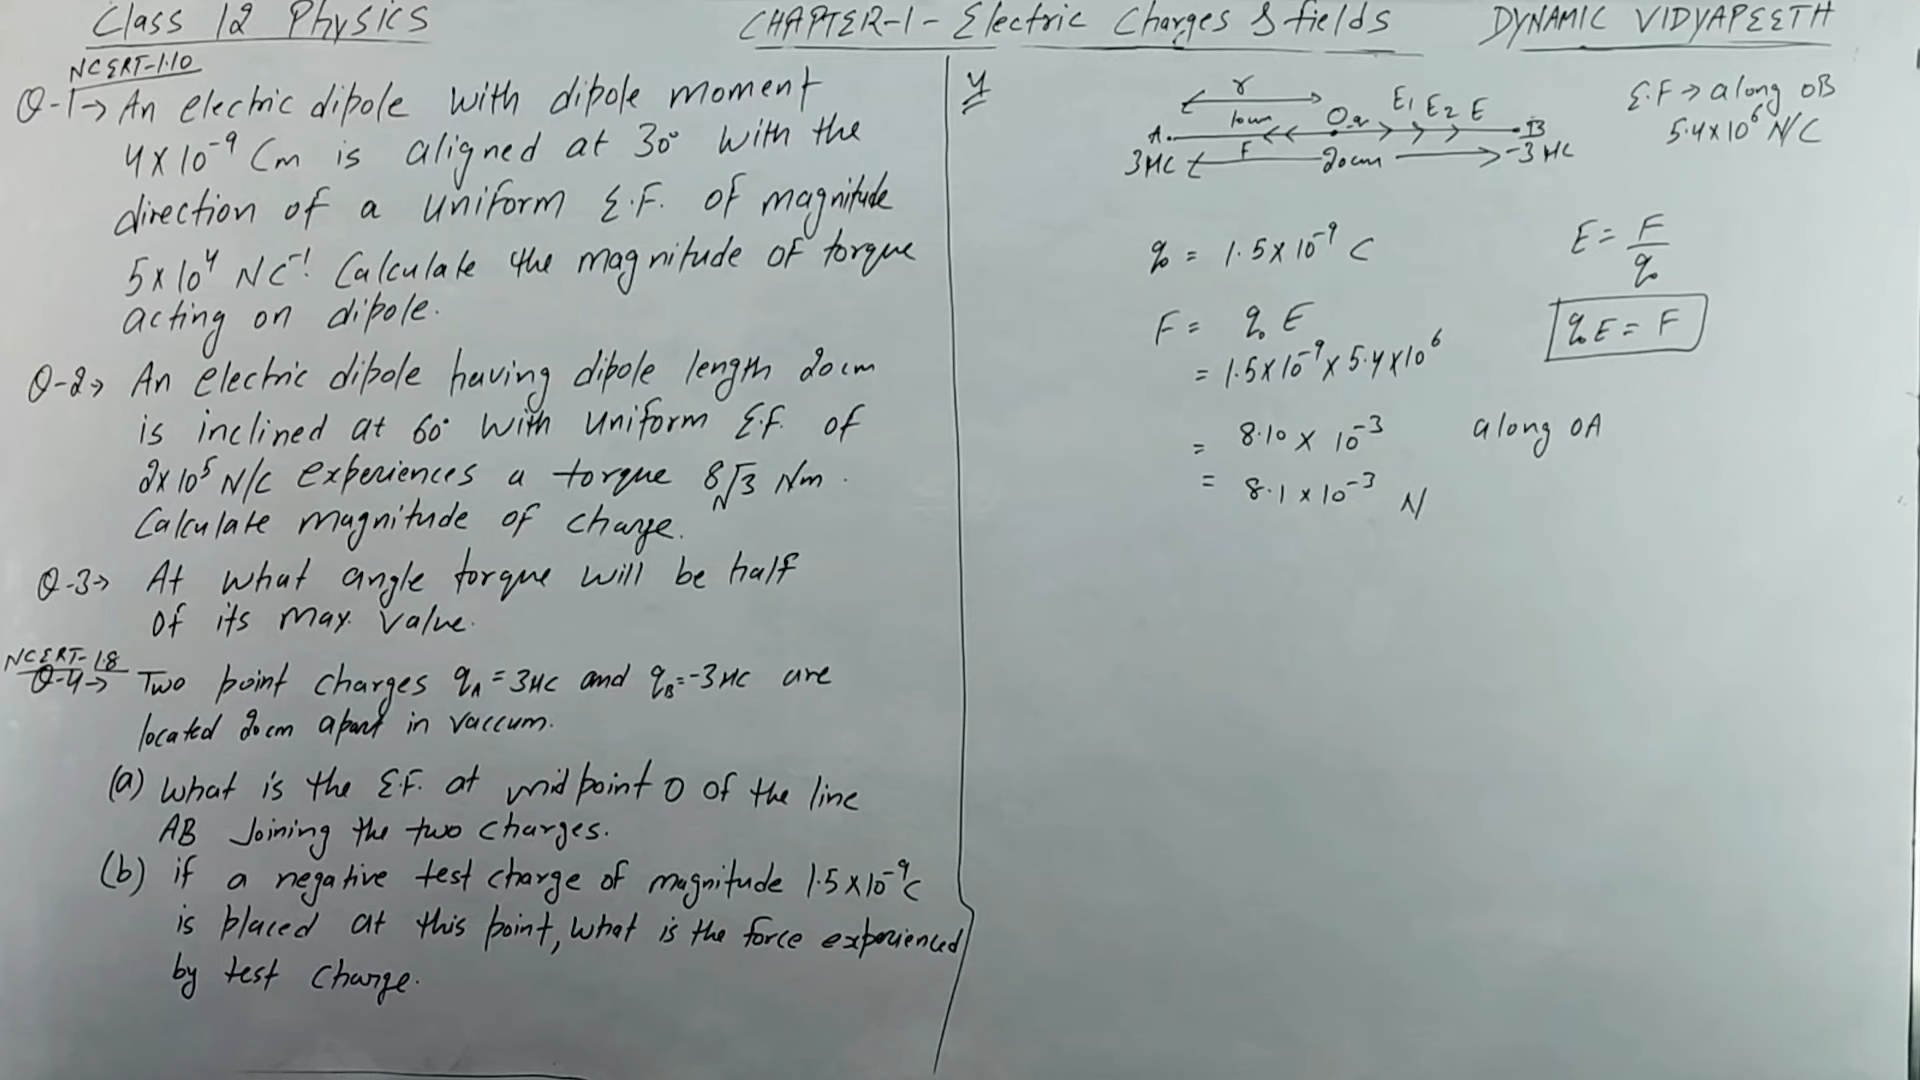 Class 12 Physics
CHAPTER-1- Electric Charges & fields
DYNAMIC VIDYAPEETH
NCERT-1.10
Q-1→ An electric dipole with dipole moment
4×10⁻⁹ Cm is aligned at 30° with the
direction of a uniform E.F. of magnitude
5×10⁴ NC⁻¹. Calculate the magnitude of torque
acting on dipole.
Q-2→ An electric dipole having dipole length 20cm
is inclined at 60° with uniform E.F. of
2×10⁵ N/C experiences a torque 8√3 Nm.
Calculate magnitude of charge.
Q-3→ At what angle torque will be half
of its max. value.
NCERT-1.8
Q-4→ Two point charges qA = 3μC and qB = -3μC are
located 20cm apart in vaccum.
(a) What is the E.F. at midpoint O of the line
AB Joining the two charges.
(b) if a negative test charge of magnitude 1.5×10⁻⁹C
is placed at this point, what is the force experienced
by test charge.
4
r
10cm O E1 E2 E
A B
3μC F 20cm -3μC
E.F → along OB
5.4×10⁶ N/C
q₀ = 1.5×10⁻⁹ C
E = F/q₀
F = q₀ E
q₀E = F
= 1.5×10⁻⁹ × 5.4×10⁶
= 8.10 × 10⁻³ along OA
= 8.1 × 10⁻³ N